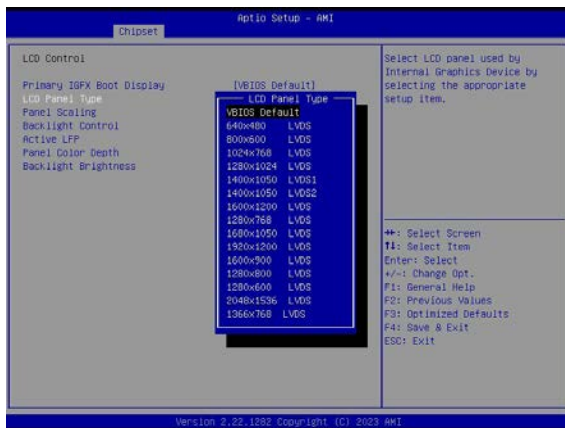 Aptio Setup - AMI
Chipset
LCD Control
Primary IGFX Boot Display [VBIOS Default]
LCD Panel Type
Panel Scaling
Backlight Control
Active LFP
Panel Color Depth
Backlight Brightness
LCD Panel Type
VBIOS Default
640x480 LVDS
800x600 LVDS
1024x768 LVDS
1280x1024 LVDS
1400x1050 LVDS1
1400x1050 LVDS2
1600x1200 LVDS
1280x768 LVDS
1680x1050 LVDS
1920x1200 LVDS
1600x900 LVDS
1280x800 LVDS
1280x600 LVDS
2048x1536 LVDS
1366x768 LVDS
Select LCD panel used by
Internal Graphics Device by
selecting the appropriate
setup item.
→←: Select Screen
↑↓: Select Item
Enter: Select
+/-: Change Opt.
F1: General Help
F2: Previous Values
F3: Optimized Defaults
F4: Save & Exit
ESC: Exit
Version 2.22.1282 Copyright (C) 2023 AMI